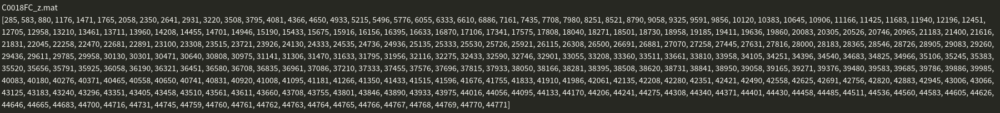 C0018FC_z.mat
[285, 583, 880, 1176, 1471, 1765, 2058, 2350, 2641, 2931, 3220, 3508, 3795, 4081, 4366, 4650, 4933, 5215, 5496, 5776, 6055, 6333, 6610, 6886, 7161, 7435, 7708, 7980, 8251, 8521, 8790, 9058, 9325, 9591, 9856, 10120, 10383, 10645, 10906, 11166, 11425, 11683, 11940, 12196, 12451,
12705, 12958, 13210, 13461, 13711, 13960, 14208, 14455, 14701, 14946, 15190, 15433, 15675, 15916, 16156, 16395, 16633, 16870, 17106, 17341, 17575, 17808, 18040, 18271, 18501, 18730, 18958, 19185, 19411, 19636, 19860, 20083, 20305, 20526, 20746, 20965, 21183, 21400, 21616,
21831, 22045, 22258, 22470, 22681, 22891, 23100, 23308, 23515, 23721, 23926, 24130, 24333, 24535, 24736, 24936, 25135, 25333, 25530, 25726, 25921, 26115, 26308, 26500, 26691, 26881, 27070, 27258, 27445, 27631, 27816, 28000, 28183, 28365, 28546, 28726, 28905, 29083, 29260,
29436, 29611, 29785, 29958, 30130, 30301, 30471, 30640, 30808, 30975, 31141, 31306, 31470, 31633, 31795, 31956, 32116, 32275, 32433, 32590, 32746, 32901, 33055, 33208, 33360, 33511, 33661, 33810, 33958, 34105, 34251, 34396, 34540, 34683, 34825, 34966, 35106, 35245, 35383,
35520, 35656, 35791, 35925, 36058, 36190, 36321, 36451, 36580, 36708, 36835, 36961, 37086, 37210, 37333, 37455, 37576, 37696, 37815, 37933, 38050, 38166, 38281, 38395, 38508, 38620, 38731, 38841, 38950, 39058, 39165, 39271, 39376, 39480, 39583, 39685, 39786, 39886, 39985,
40083, 40180, 40276, 40371, 40465, 40558, 40650, 40741, 40831, 40920, 41008, 41095, 41181, 41266, 41350, 41433, 41515, 41596, 41676, 41755, 41833, 41910, 41986, 42061, 42135, 42208, 42280, 42351, 42421, 42490, 42558, 42625, 42691, 42756, 42820, 42883, 42945, 43006, 43066,
43125, 43183, 43240, 43296, 43351, 43405, 43458, 43510, 43561, 43611, 43660, 43708, 43755, 43801, 43846, 43890, 43933, 43975, 44016, 44056, 44095, 44133, 44170, 44206, 44241, 44275, 44308, 44340, 44371, 44401, 44430, 44458, 44485, 44511, 44536, 44560, 44583, 44605, 44626,
44646, 44665, 44683, 44700, 44716, 44731, 44745, 44759, 44760, 44761, 44762, 44763, 44764, 44765, 44766, 44767, 44768, 44769, 44770, 44771]